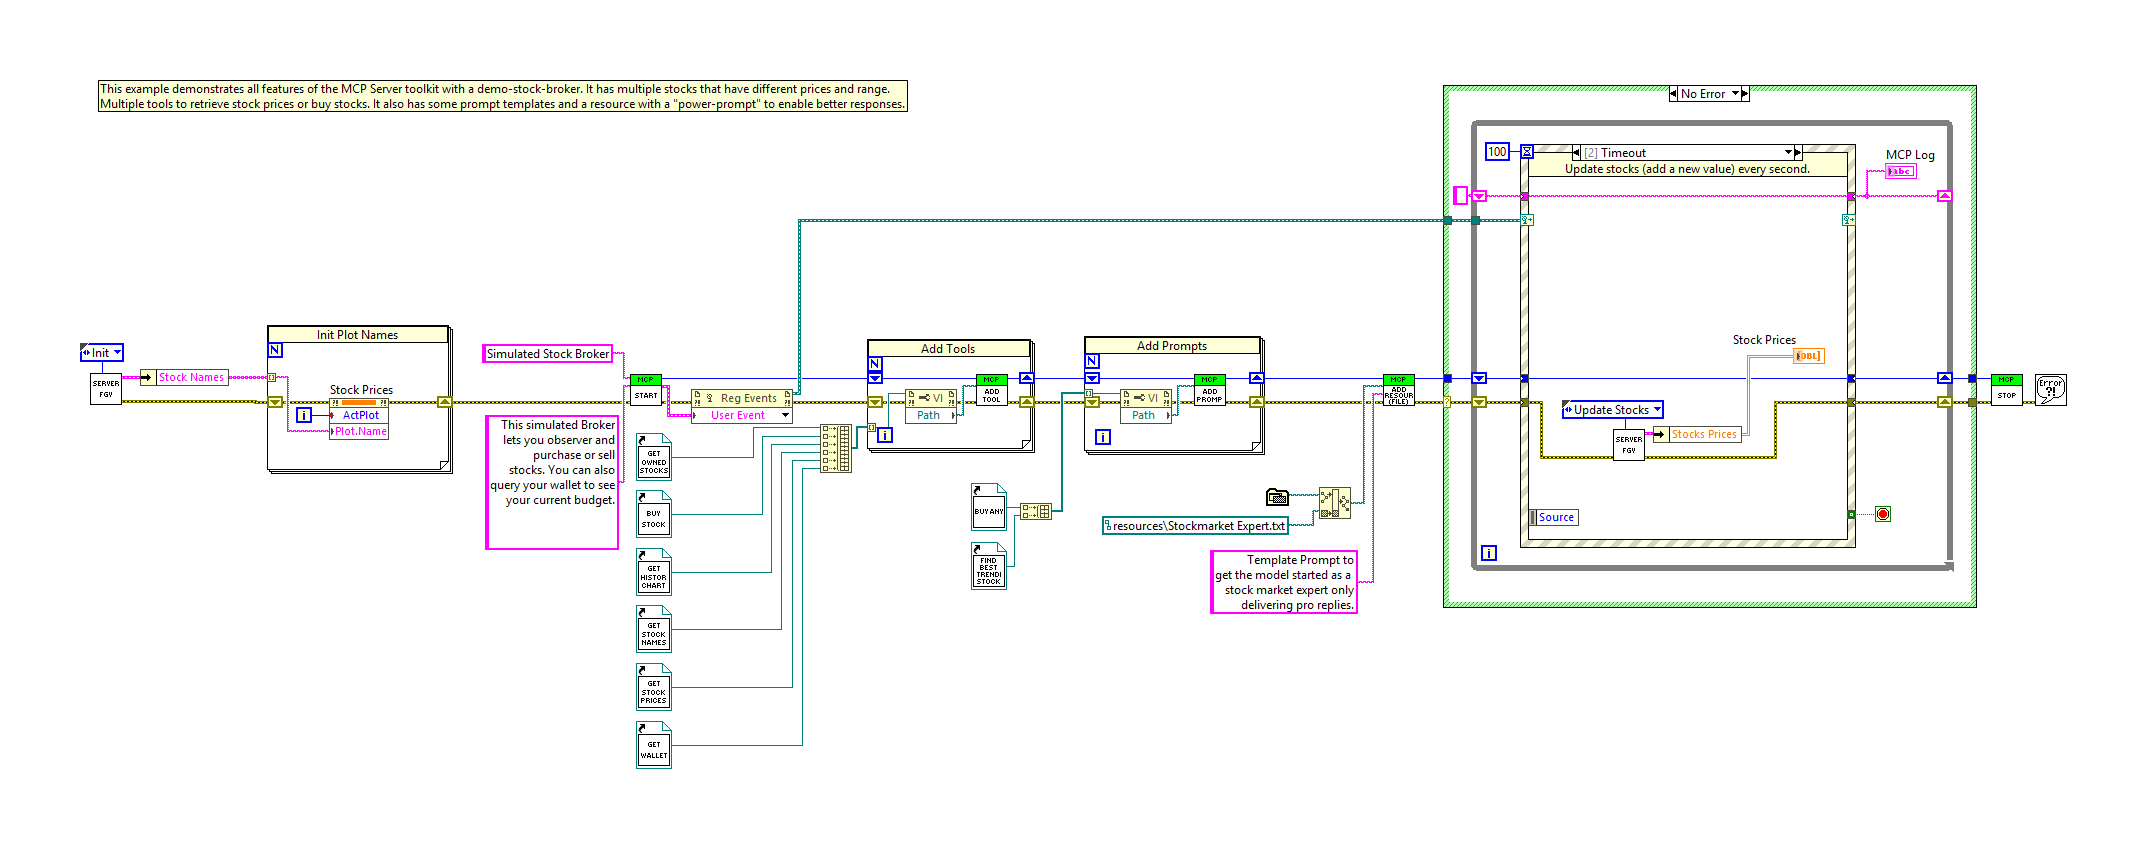 This example demonstrates all features of the MCP Server toolkit with a demo-stock-broker. It has multiple stocks that have different prices and range.
Multiple tools to retrieve stock prices or buy stocks. It also has some prompt templates and a resource with a "power-prompt" to enable better responses.
No Error
100
[2] Timeout
Update stocks (add a new value) every second.
MCP Log
abc
Init
SERVER
FGV
Stock Names
Init Plot Names
N
Stock Prices
i
ActPlot
Plot.Name
Simulated Stock Broker
This simulated Broker
lets you observer and
purchase or sell
stocks. You can also
query your wallet to see
your current budget.
MCP
START
Reg Events
User Event
GET
OWNED
STOCKS
BUY
STOCK
GET
HISTOR
CHART
GET
STOCK
NAMES
GET
STOCK
PRICES
GET
WALLET
Add Tools
N
VI
Path
i
MCP
ADD
TOOL
Add Prompts
N
VI
Path
i
MCP
ADD
PROMP
BUY ANY
FIND
BEST
TRENDI
STOCK
resources\Stockmarket Expert.txt
Template Prompt to
get the model started as a
stock market expert only
delivering pro replies.
MCP
ADD
RESOUR
(FILE)
?
Stock Prices
DBL
Update Stocks
SERVER
FGV
Stocks Prices
Source
i
MCP
STOP
Error
?!